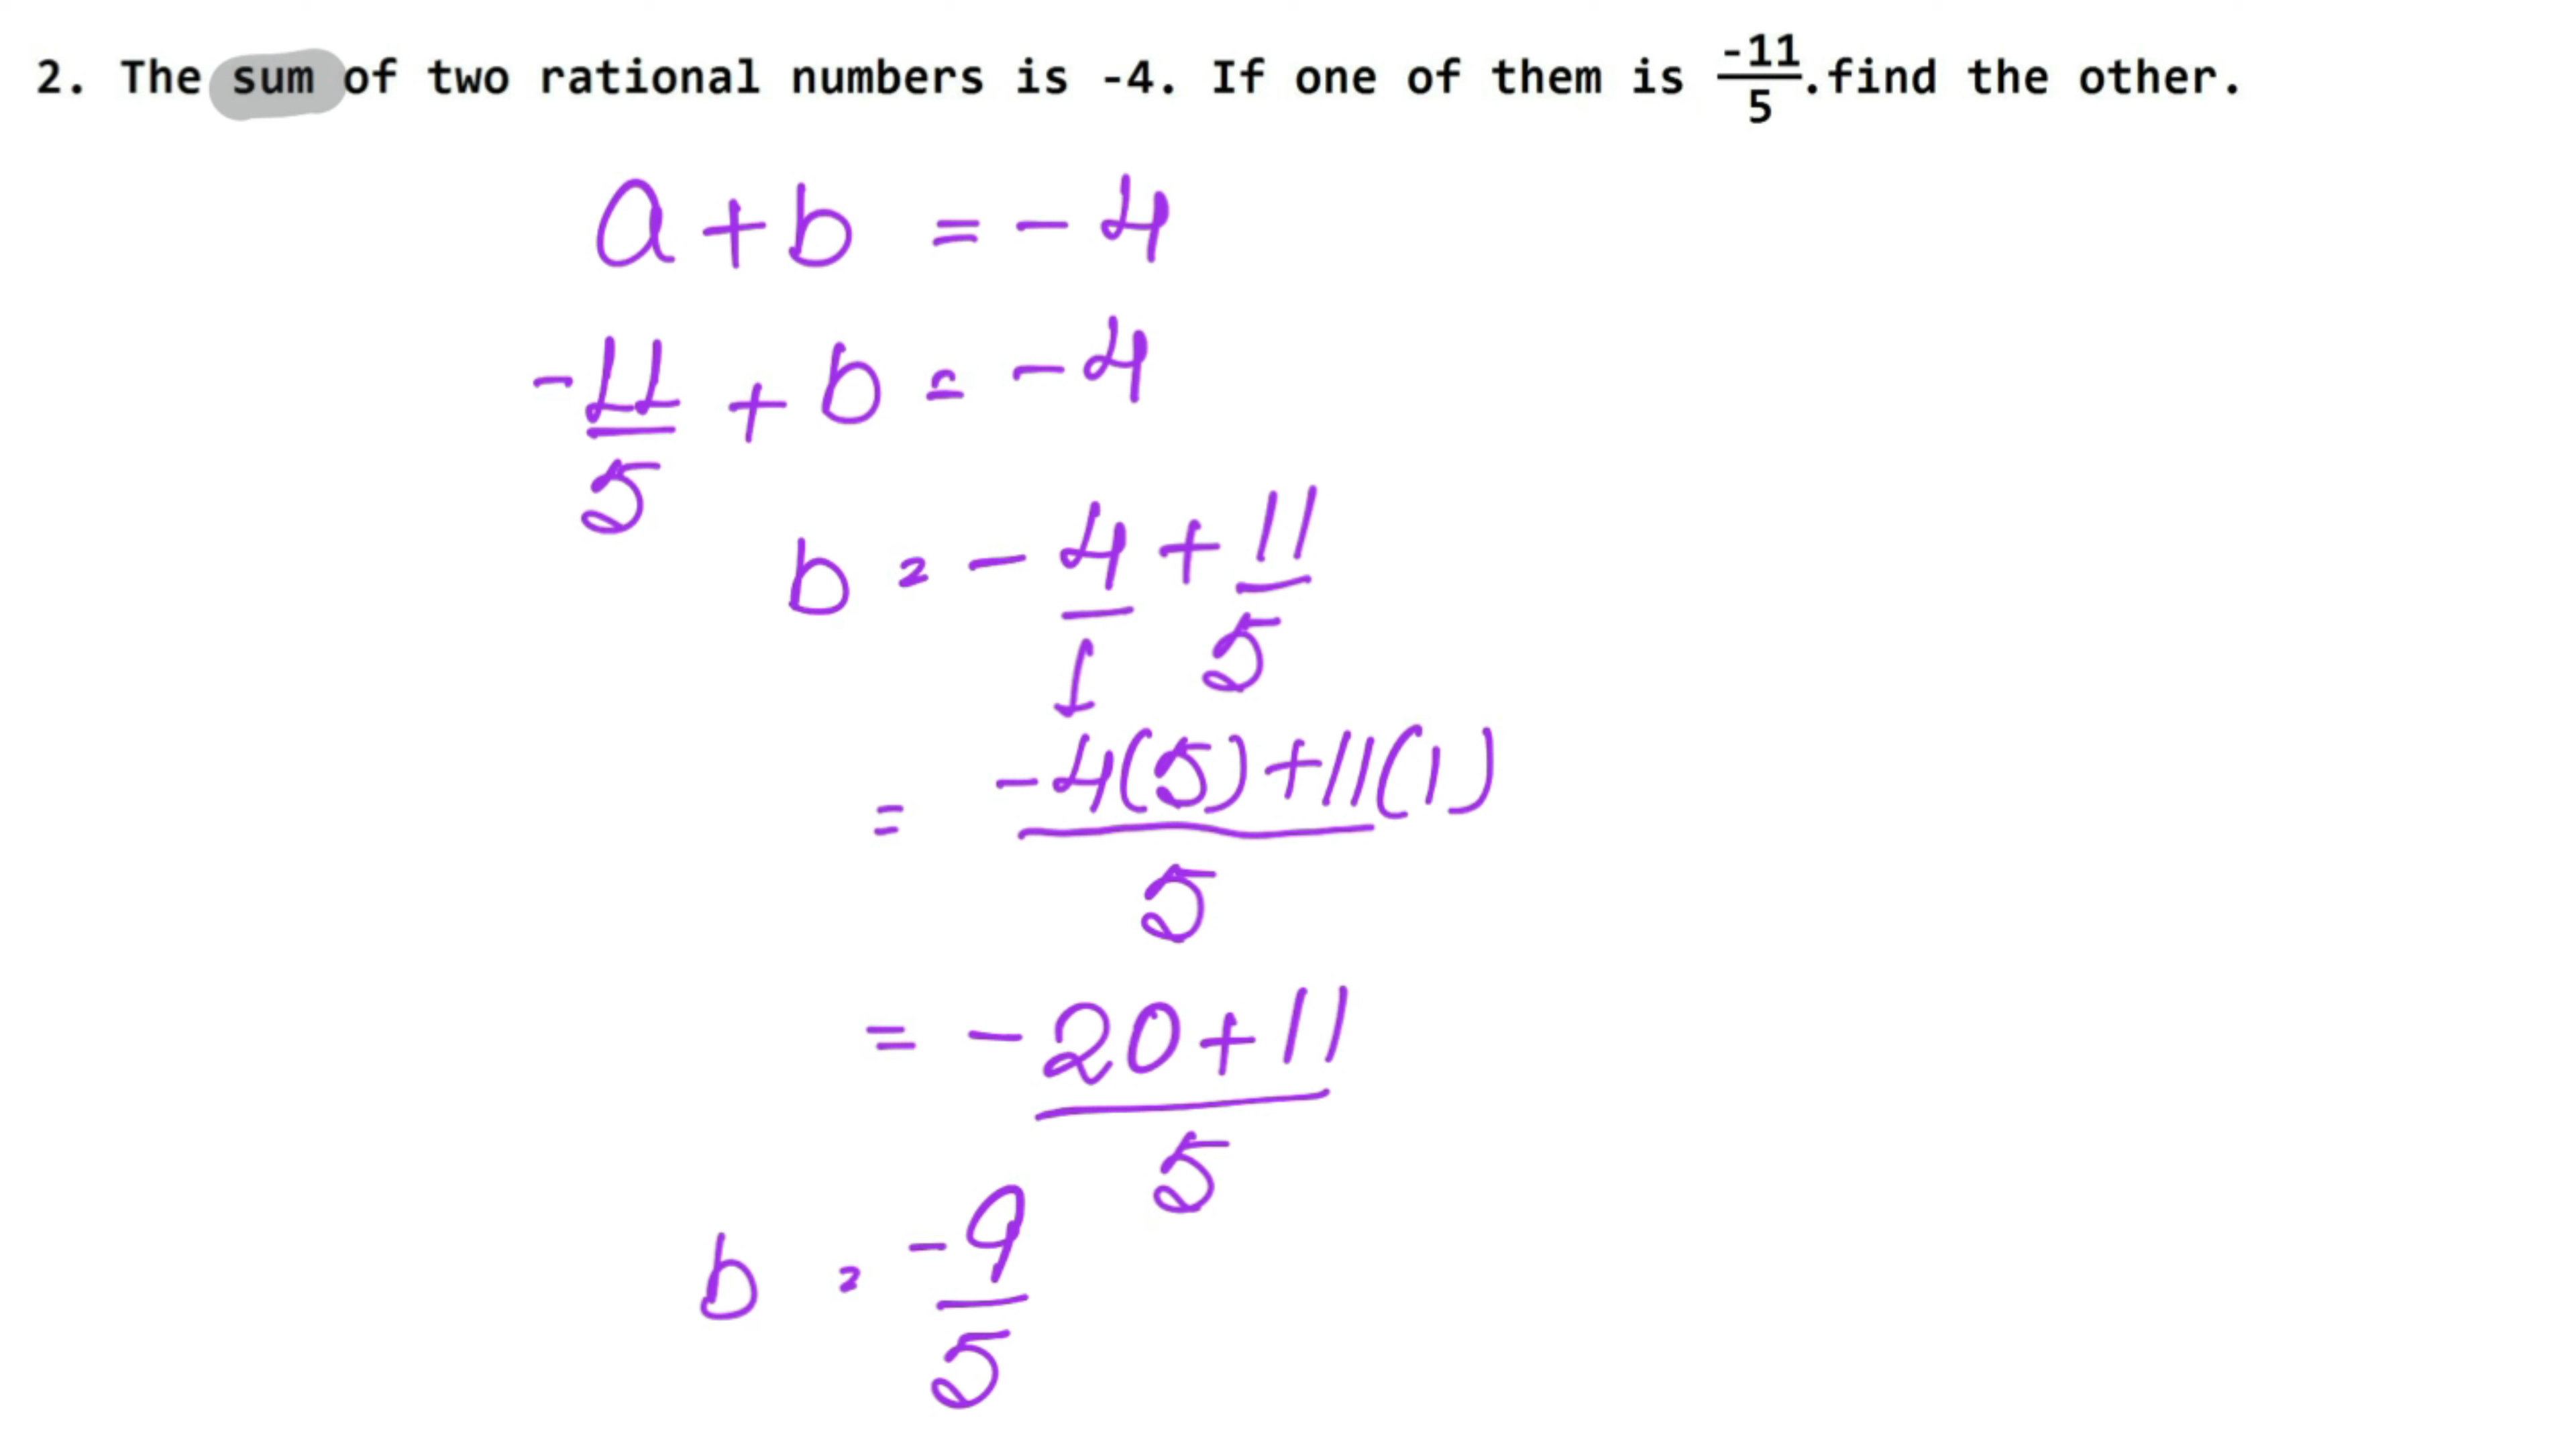 2. The sum of two rational numbers is -4. If one of them is -11/5.find the other.
a + b = - 4
- 11/5 + b = - 4
b = - 4/1 + 11/5
= -4(5)+11(1)/5
= - 20+11/5
b = -9/5